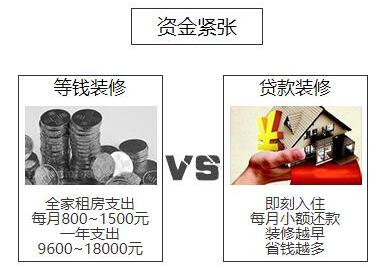 资金紧张
等钱装修
全家租房支出
每月800~1500元
一年支出
9600~18000元
VS
贷款装修
即刻入住
每月小额还款
装修越早
省钱越多